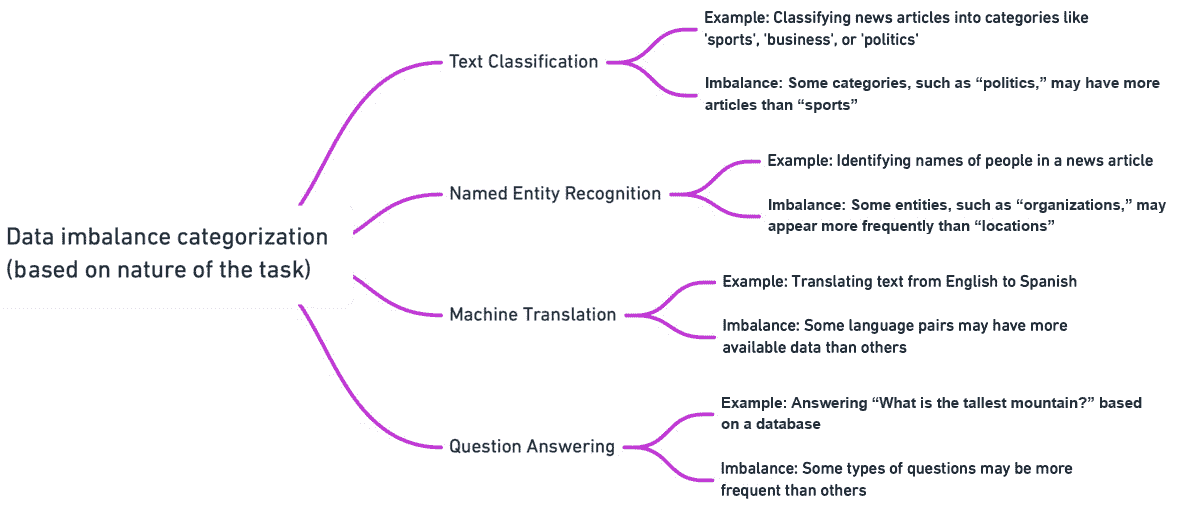 Data imbalance categorization
(based on nature of the task)
Text Classification
Example: Classifying news articles into categories like
'sports', 'business', or 'politics'
Imbalance: Some categories, such as “politics,” may have more
articles than “sports”
Named Entity Recognition
Example: Identifying names of people in a news article
Imbalance: Some entities, such as “organizations,” may
appear more frequently than “locations”
Machine Translation
Example: Translating text from English to Spanish
Imbalance: Some language pairs may have more
available data than others
Question Answering
Example: Answering “What is the tallest mountain?” based
on a database
Imbalance: Some types of questions may be more
frequent than others